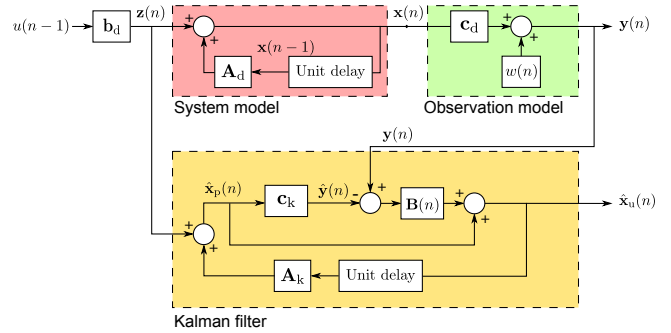 u(n−1)
b_d
z(n)
+
+
x(n−1)
A_d
Unit delay
System model
x(n)
c_d
+
+
w(n)
y(n)
Observation model
y(n)
x̂_p(n)
c_k
ŷ(n)
-
+
B(n)
+
+
x̂_u(n)
+
+
A_k
Unit delay
Kalman filter